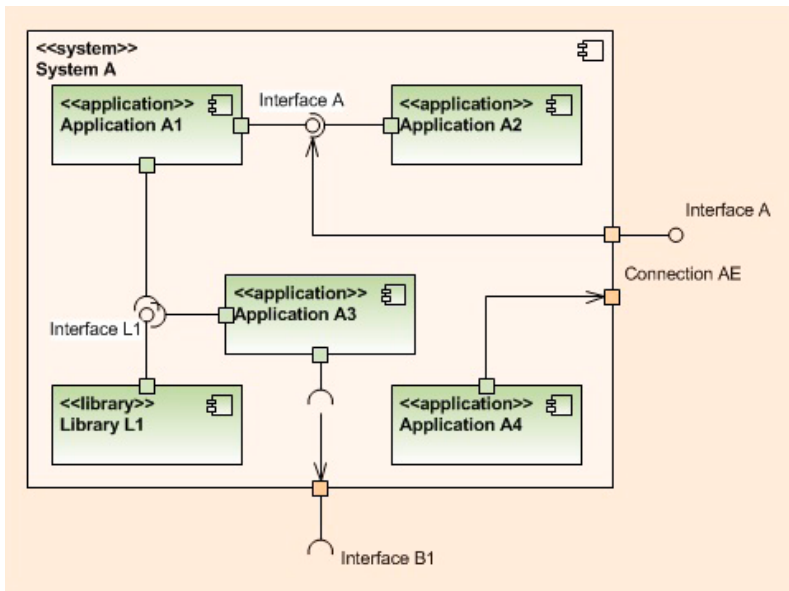 <<system>>
System A
<<application>>
Application A1
Interface A
<<application>>
Application A2
Interface A
Connection AE
<<application>>
Application A3
Interface L1
<<library>>
Library L1
<<application>>
Application A4
Interface B1